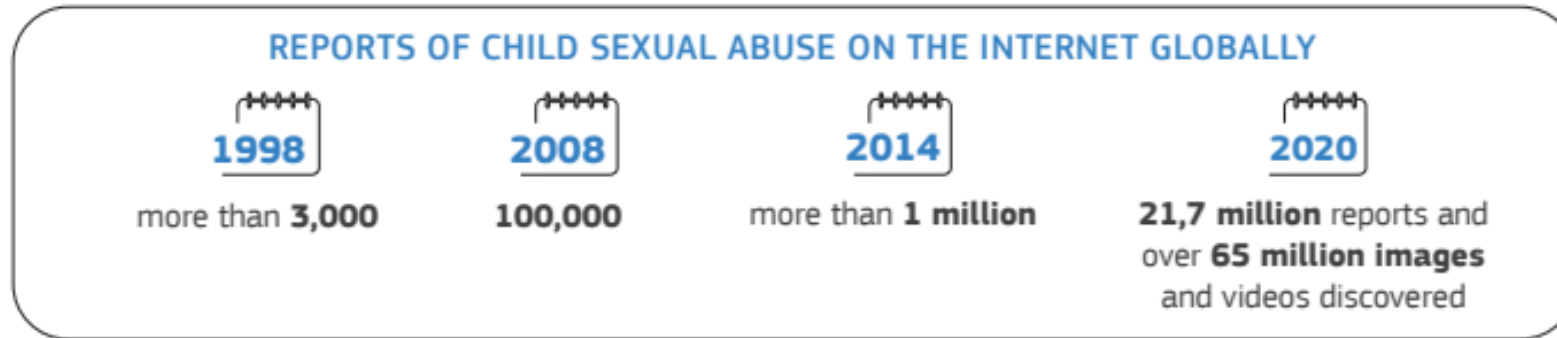 REPORTS OF CHILD SEXUAL ABUSE ON THE INTERNET GLOBALLY
1998
more than 3,000
2008
100,000
2014
more than 1 million
2020
21,7 million reports and
over 65 million images
and videos discovered